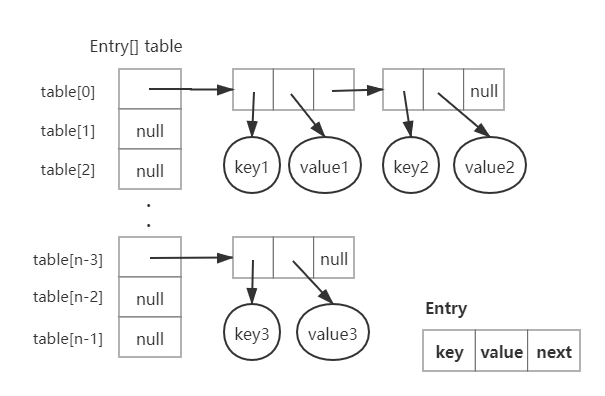 Entry[] table
table[0]
null
table[1]
null
table[2]
null
key1
value1
key2
value2
table[n-3]
null
table[n-2]
null
table[n-1]
null
key3
value3
Entry
key value next